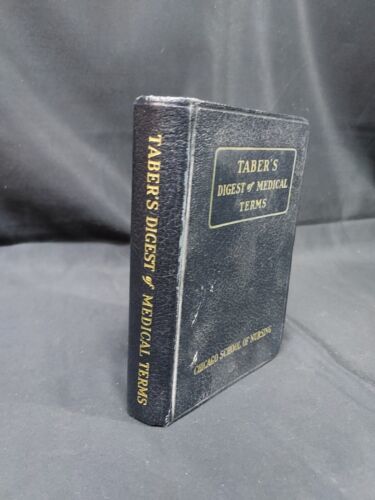 TABER'S DIGEST of MEDICAL TERMS
TABER'S
DIGEST of MEDICAL
TERMS
CHICAGO SCHOOL OF NURSING